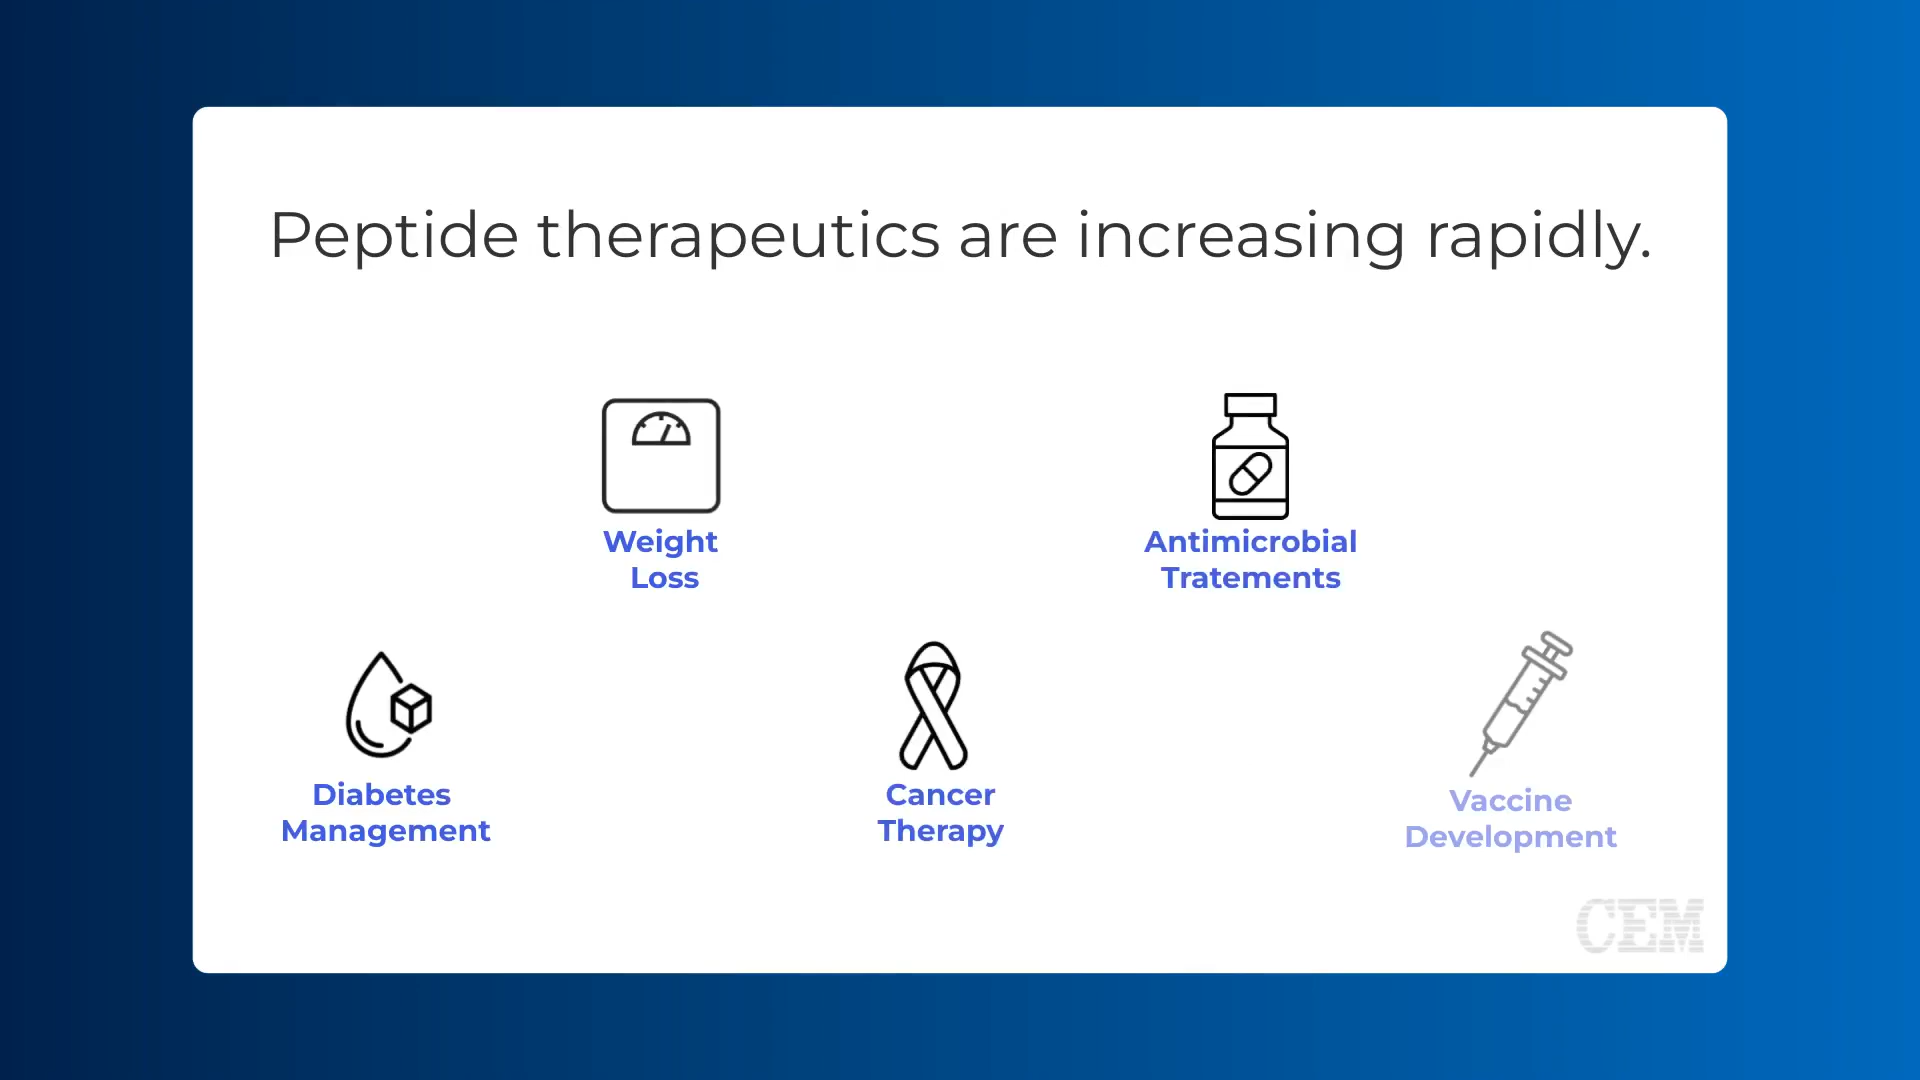 Peptide therapeutics are increasing rapidly.
Weight
Loss
Antimicrobial
Tratements
Diabetes
Management
Cancer
Therapy
Vaccine
Development
CEM